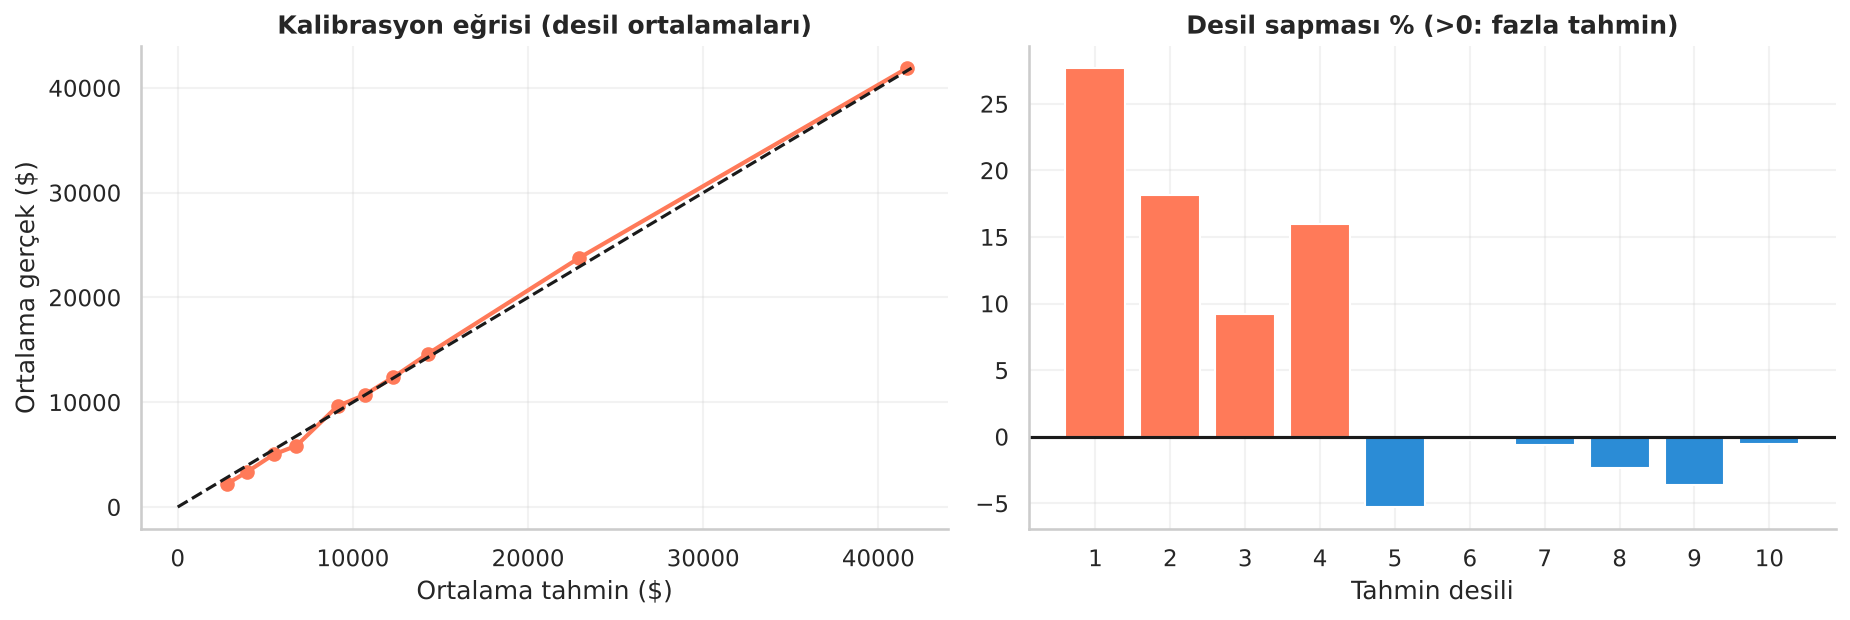 Kalibrasyon eğrisi (desil ortalamaları)
40000
30000
20000
10000
0
Ortalama gerçek ($)
0 10000 20000 30000 40000
Ortalama tahmin ($)
Desil sapması % (>0: fazla tahmin)
25
20
15
10
5
0
−5
1 2 3 4 5 6 7 8 9 10
Tahmin desili